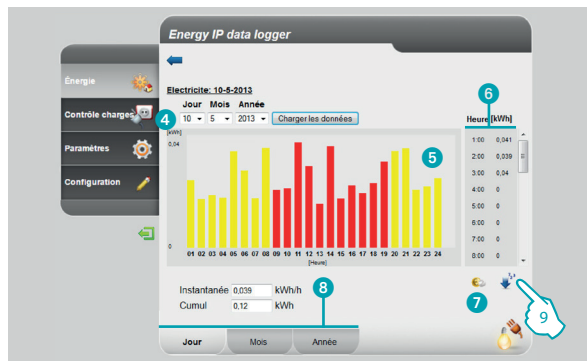 Energy IP data logger
Énergie
Contrôle charges
Paramètres
Configuration
Electricite: 10-5-2013
Jour Mois Année
4
10 5 2013 Charger les données
6
Heure [kWh]
1:00 0,041
2:00 0,039
3:00 0,04
4:00 0
5:00 0
6:00 0
7:00 0
8:00 0
[kWh]
0,04
5
0
01 02 03 04 05 06 07 08 09 10 11 12 13 14 15 16 17 18 19 20 21 22 23 24
[Heure]
Instantanée 0,039 kWh/h
Cumul 0,12 kWh
8
7
9
Jour Mois Année